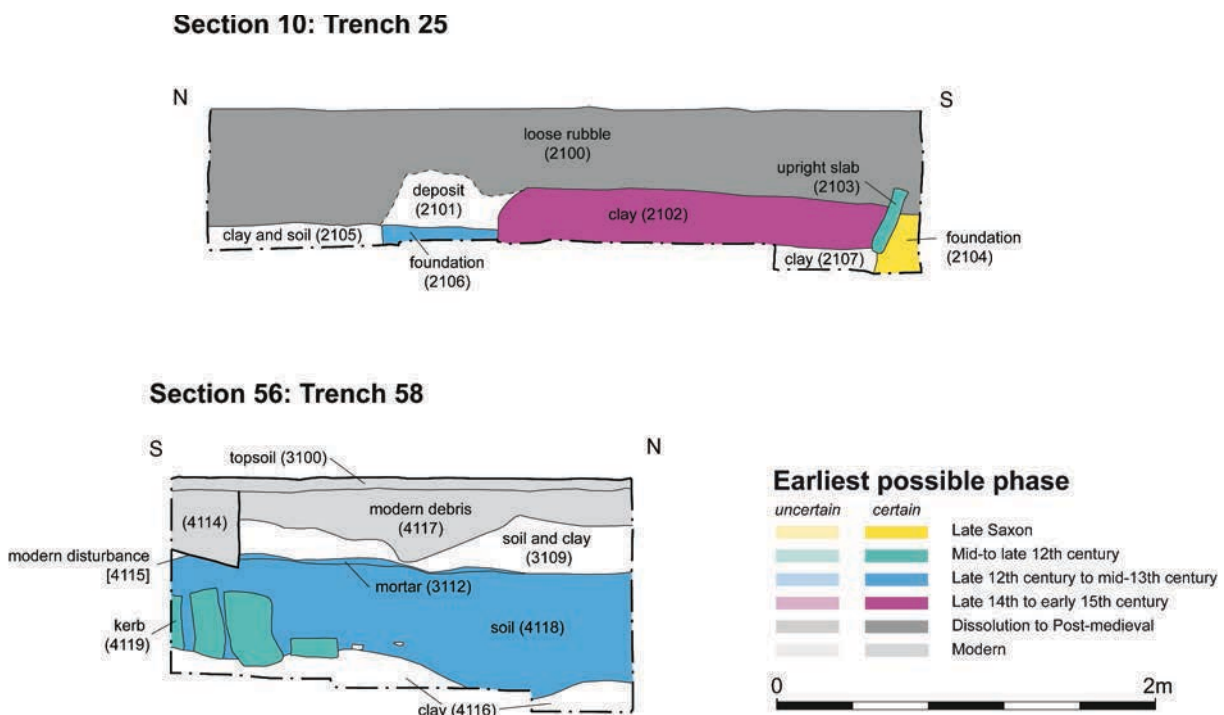 Section 10: Trench 25
N
S
loose rubble
(2100)
upright slab
(2103)
deposit
(2101)
clay (2102)
clay and soil (2105)
foundation
(2106)
clay (2107)
foundation
(2104)
Section 56: Trench 58
S
N
topsoil (3100)
modern debris
(4117)
(4114)
soil and clay
(3109)
modern disturbance
[4115]
mortar (3112)
kerb
(4119)
soil (4118)
clay (4116)
Earliest possible phase
uncertain certain
Late Saxon
Mid-to late 12th century
Late 12th century to mid-13th century
Late 14th to early 15th century
Dissolution to Post-medieval
Modern
0 2m